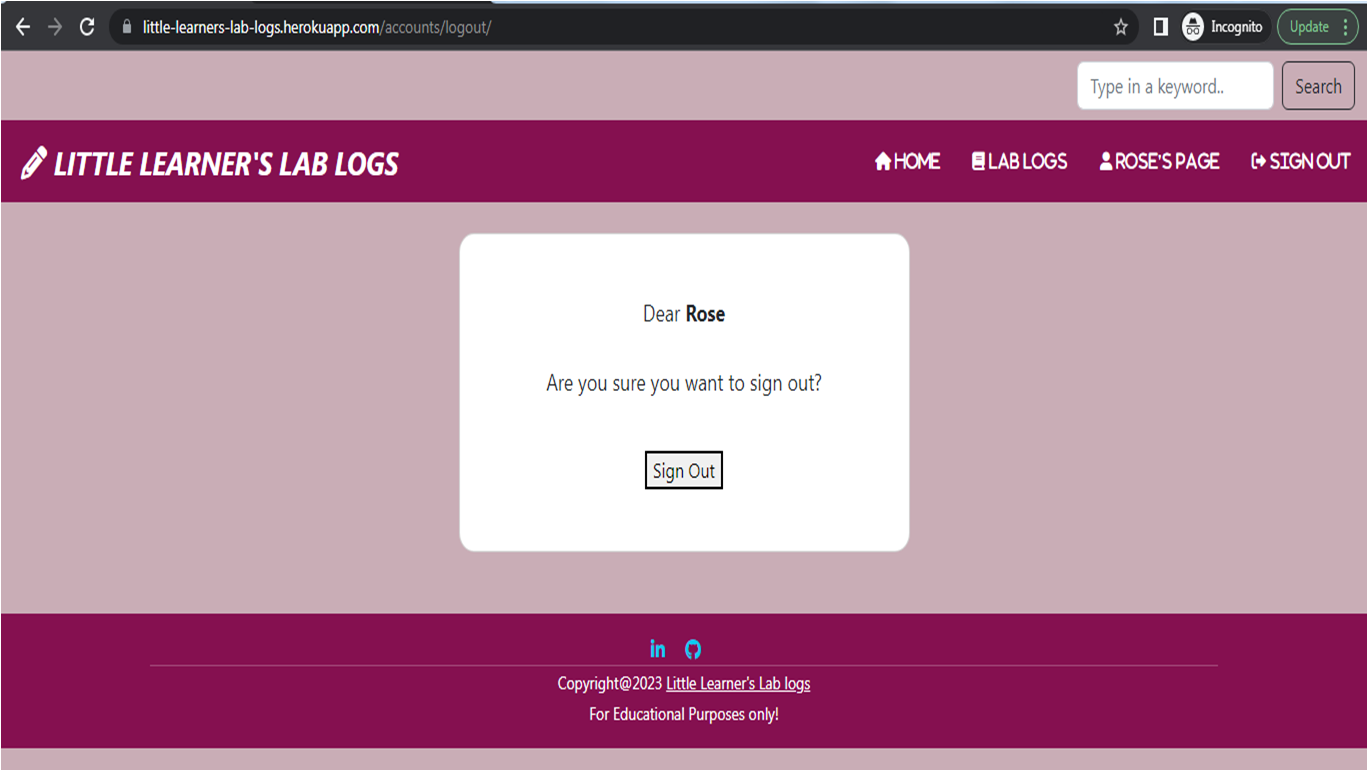 little-learners-lab-logs.herokuapp.com/accounts/logout/
Incognito
Update
Type in a keyword..
Search
LITTLE LEARNER'S LAB LOGS
HOME
LAB LOGS
ROSE'S PAGE
SIGN OUT
Dear Rose
Are you sure you want to sign out?
Sign Out
in
Copyright@2023 Little Learner's Lab logs
For Educational Purposes only!